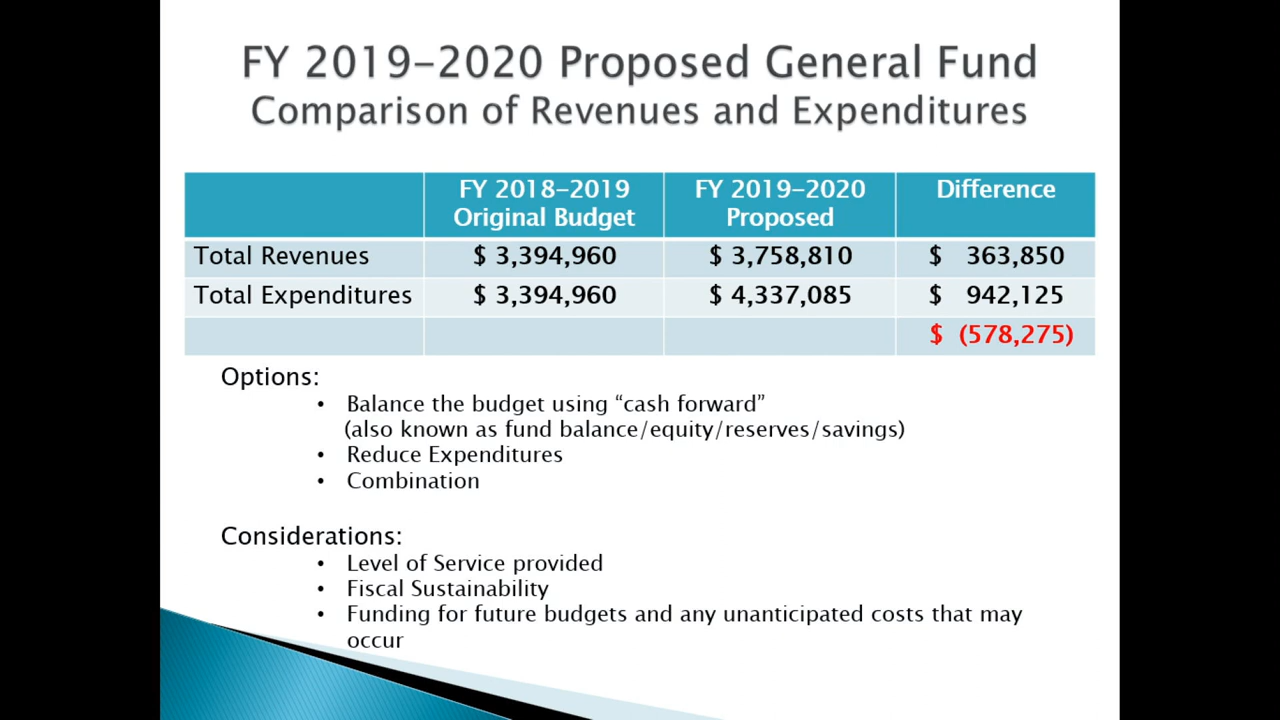 FY 2019-2020 Proposed General Fund
Comparison of Revenues and Expenditures
FY 2018-2019 FY 2019-2020 Difference
Original Budget Proposed
Total Revenues $ 3,394,960 $ 3,758,810 $ 363,850
Total Expenditures $ 3,394,960 $ 4,337,085 $ 942,125
$ (578,275)
Options:
• Balance the budget using “cash forward”
(also known as fund balance/equity/reserves/savings)
• Reduce Expenditures
• Combination
Considerations:
• Level of Service provided
• Fiscal Sustainability
• Funding for future budgets and any unanticipated costs that may
occur